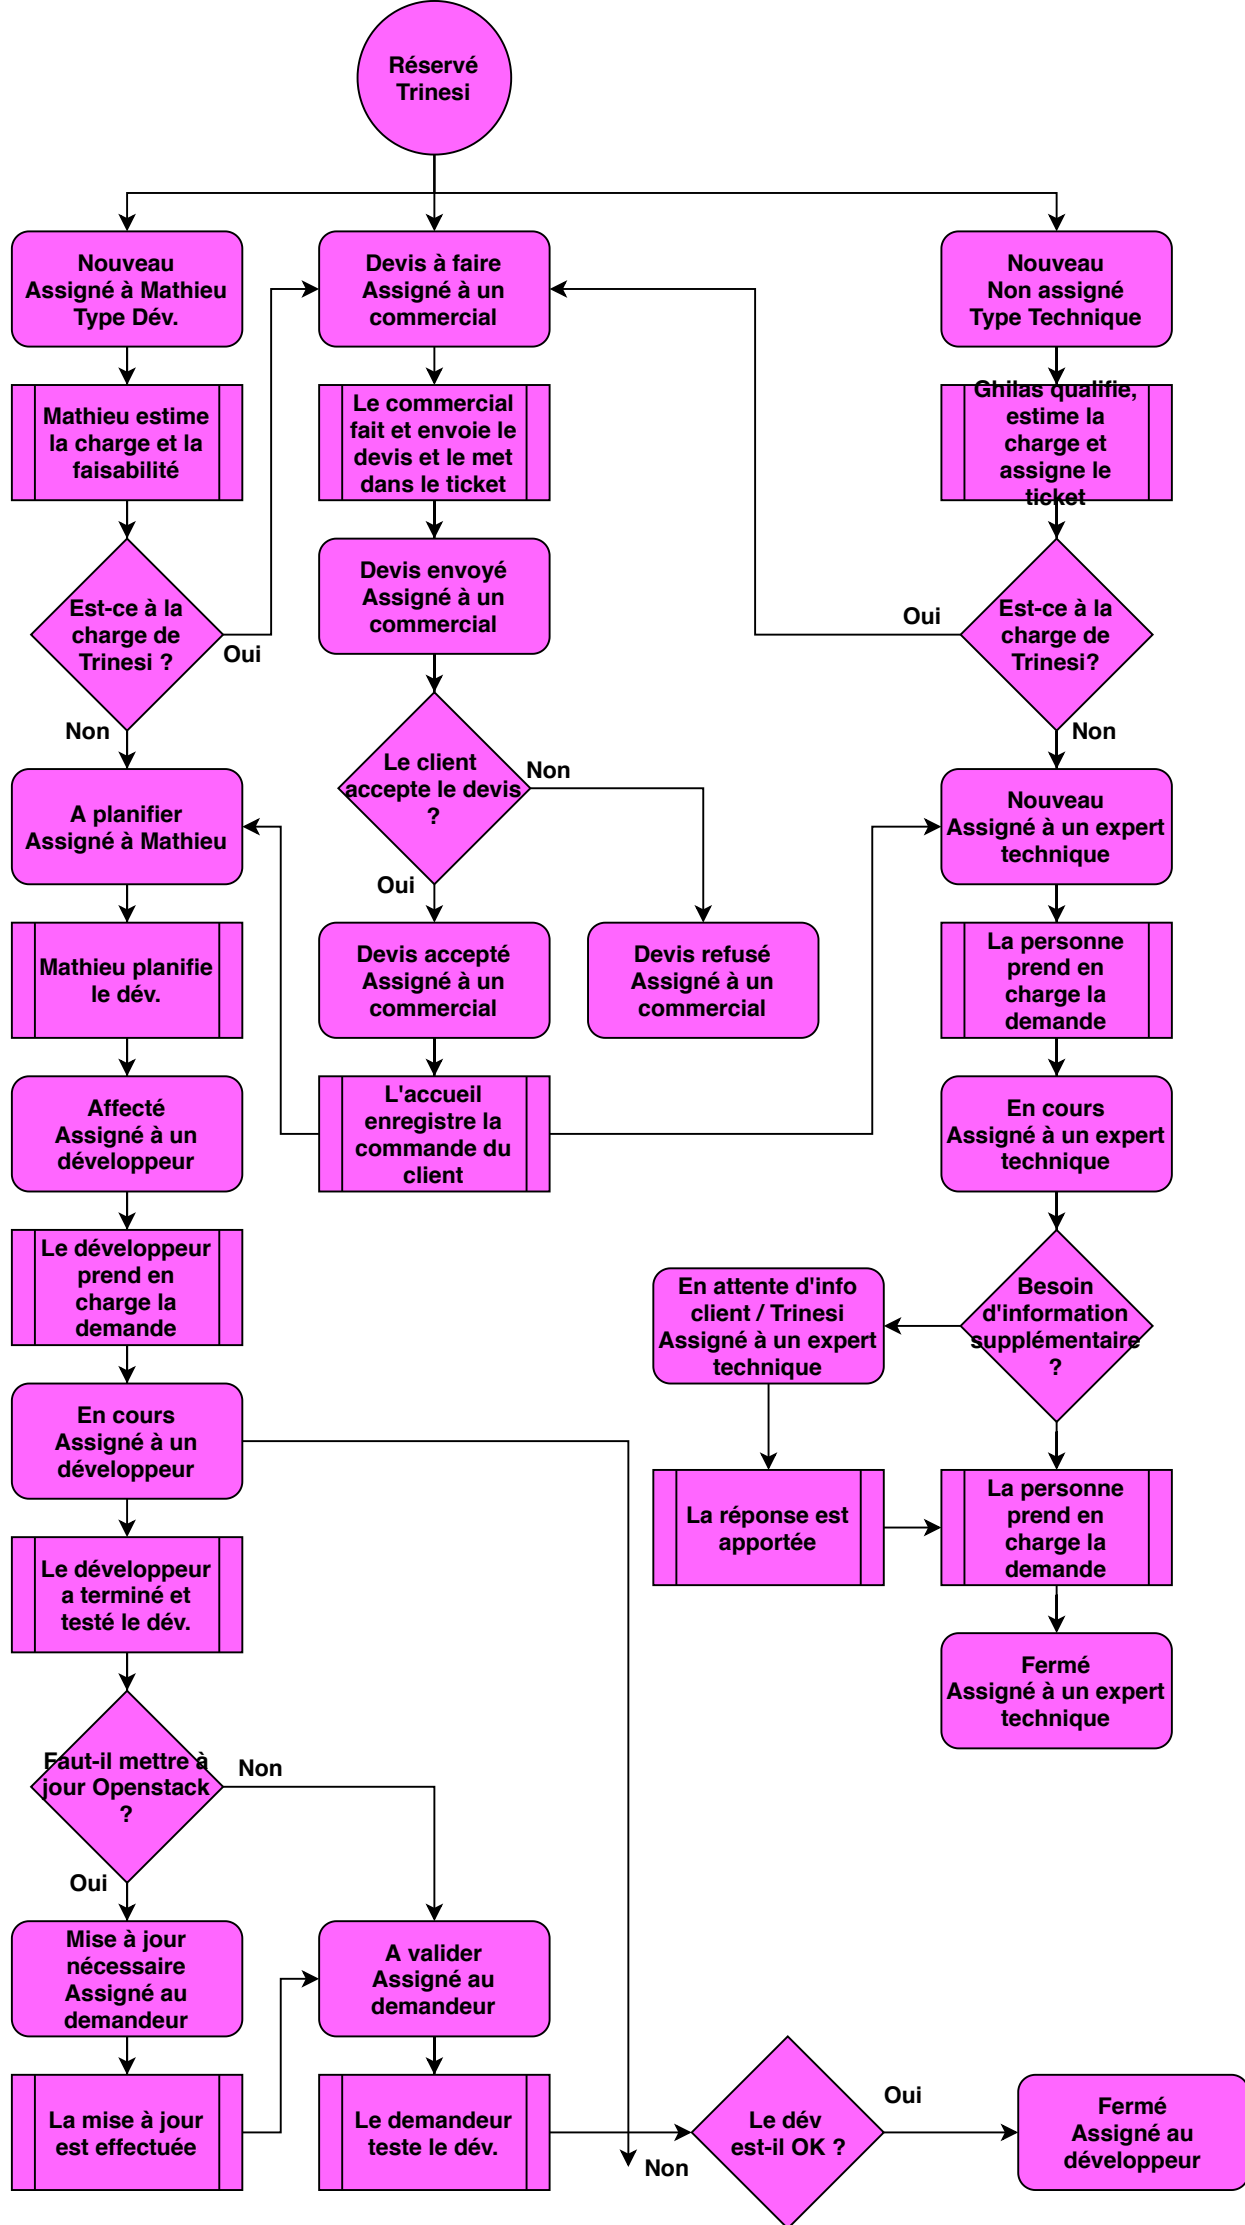 Réservé
Trinesi
Nouveau
Assigné à Mathieu
Type Dév.
Devis à faire
Assigné à un
commercial
Nouveau
Non assigné
Type Technique
Mathieu estime
la charge et la
faisabilité
Le commercial
fait et envoie le
devis et le met
dans le ticket
Ghilas qualifie,
estime la
charge et
assigne le
ticket
Devis envoyé
Assigné à un
commercial
Est-ce à la
charge de
Trinesi ?
Oui
Oui
Est-ce à la
charge de
Trinesi?
Non
Non
Le client
accepte le devis
?
Non
A planifier
Assigné à Mathieu
Nouveau
Assigné à un expert
technique
Oui
Mathieu planifie
le dév.
Devis accepté
Assigné à un
commercial
Devis refusé
Assigné à un
commercial
La personne
prend en
charge la
demande
Affecté
Assigné à un
développeur
L'accueil
enregistre la
commande du
client
En cours
Assigné à un expert
technique
Le développeur
prend en
charge la
demande
En attente d'info
client / Trinesi
Assigné à un expert
technique
Besoin
d'information
supplémentaire
?
En cours
Assigné à un
développeur
La réponse est
apportée
La personne
prend en
charge la
demande
Le développeur
a terminé et
testé le dév.
Fermé
Assigné à un expert
technique
Faut-il mettre à
jour Openstack
?
Non
Oui
Mise à jour
nécessaire
Assigné au
demandeur
A valider
Assigné au
demandeur
La mise à jour
est effectuée
Le demandeur
teste le dév.
Non
Le dév
est-il OK ?
Oui
Fermé
Assigné au
développeur